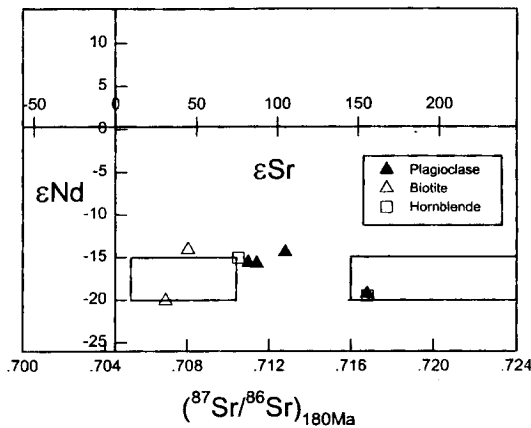 10
5
0
-50 0 50 100 150 200
εSr
εNd
-5
-10
-15
-20
-25
Plagioclase
Biotite
Hornblende
.700 .704 .708 .712 .716 .720 .724
(⁸⁷Sr/⁸⁶Sr)₁₈₀Ma